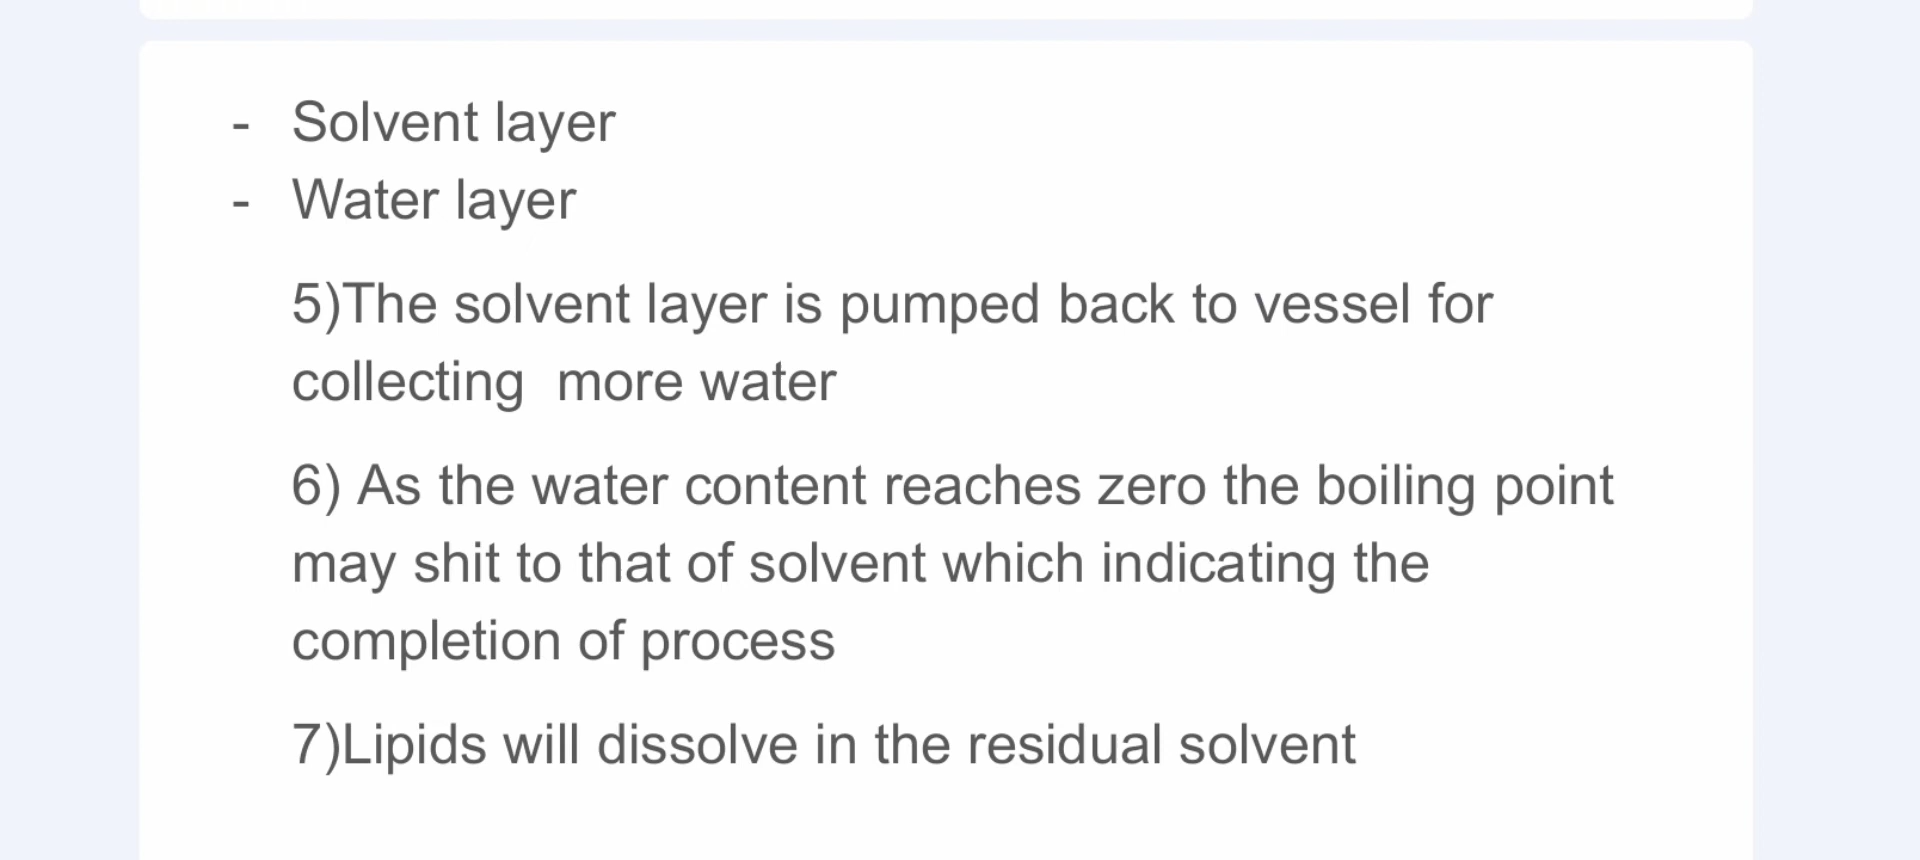 - Solvent layer
- Water layer
5)The solvent layer is pumped back to vessel for
collecting  more water
6) As the water content reaches zero the boiling point
may shit to that of solvent which indicating the
completion of process
7)Lipids will dissolve in the residual solvent